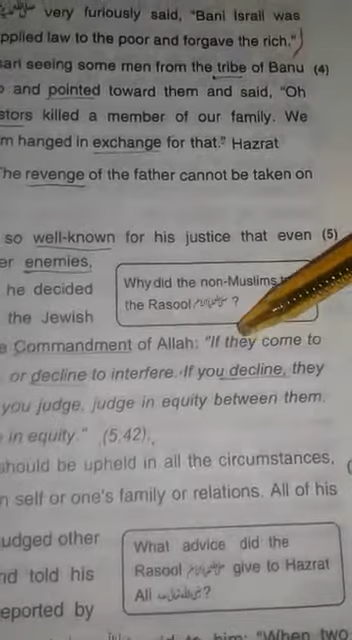 very furiously said, "Bani Israil was
pplied law to the poor and forgave the rich."
sari seeing some men from the tribe of Banu (4)
and pointed toward them and said, "Oh
stors killed a member of our family. We
m hanged in exchange for that." Hazrat
The revenge of the father cannot be taken on
so well-known for his justice that even (5)
er enemies,
he decided
the Jewish
Why did the non-Muslims
the Rasool ?
e Commandment of Allah: "If they come to
or decline to interfere. If you decline, they
you judge, judge in equity between them.
in equity." (5,42).
should be upheld in all the circumstances,
n self or one's family or relations. All of his
udged other
nd told his
eported by
What advice did the
Rasool give to Hazrat
Ali ?
him: "When two